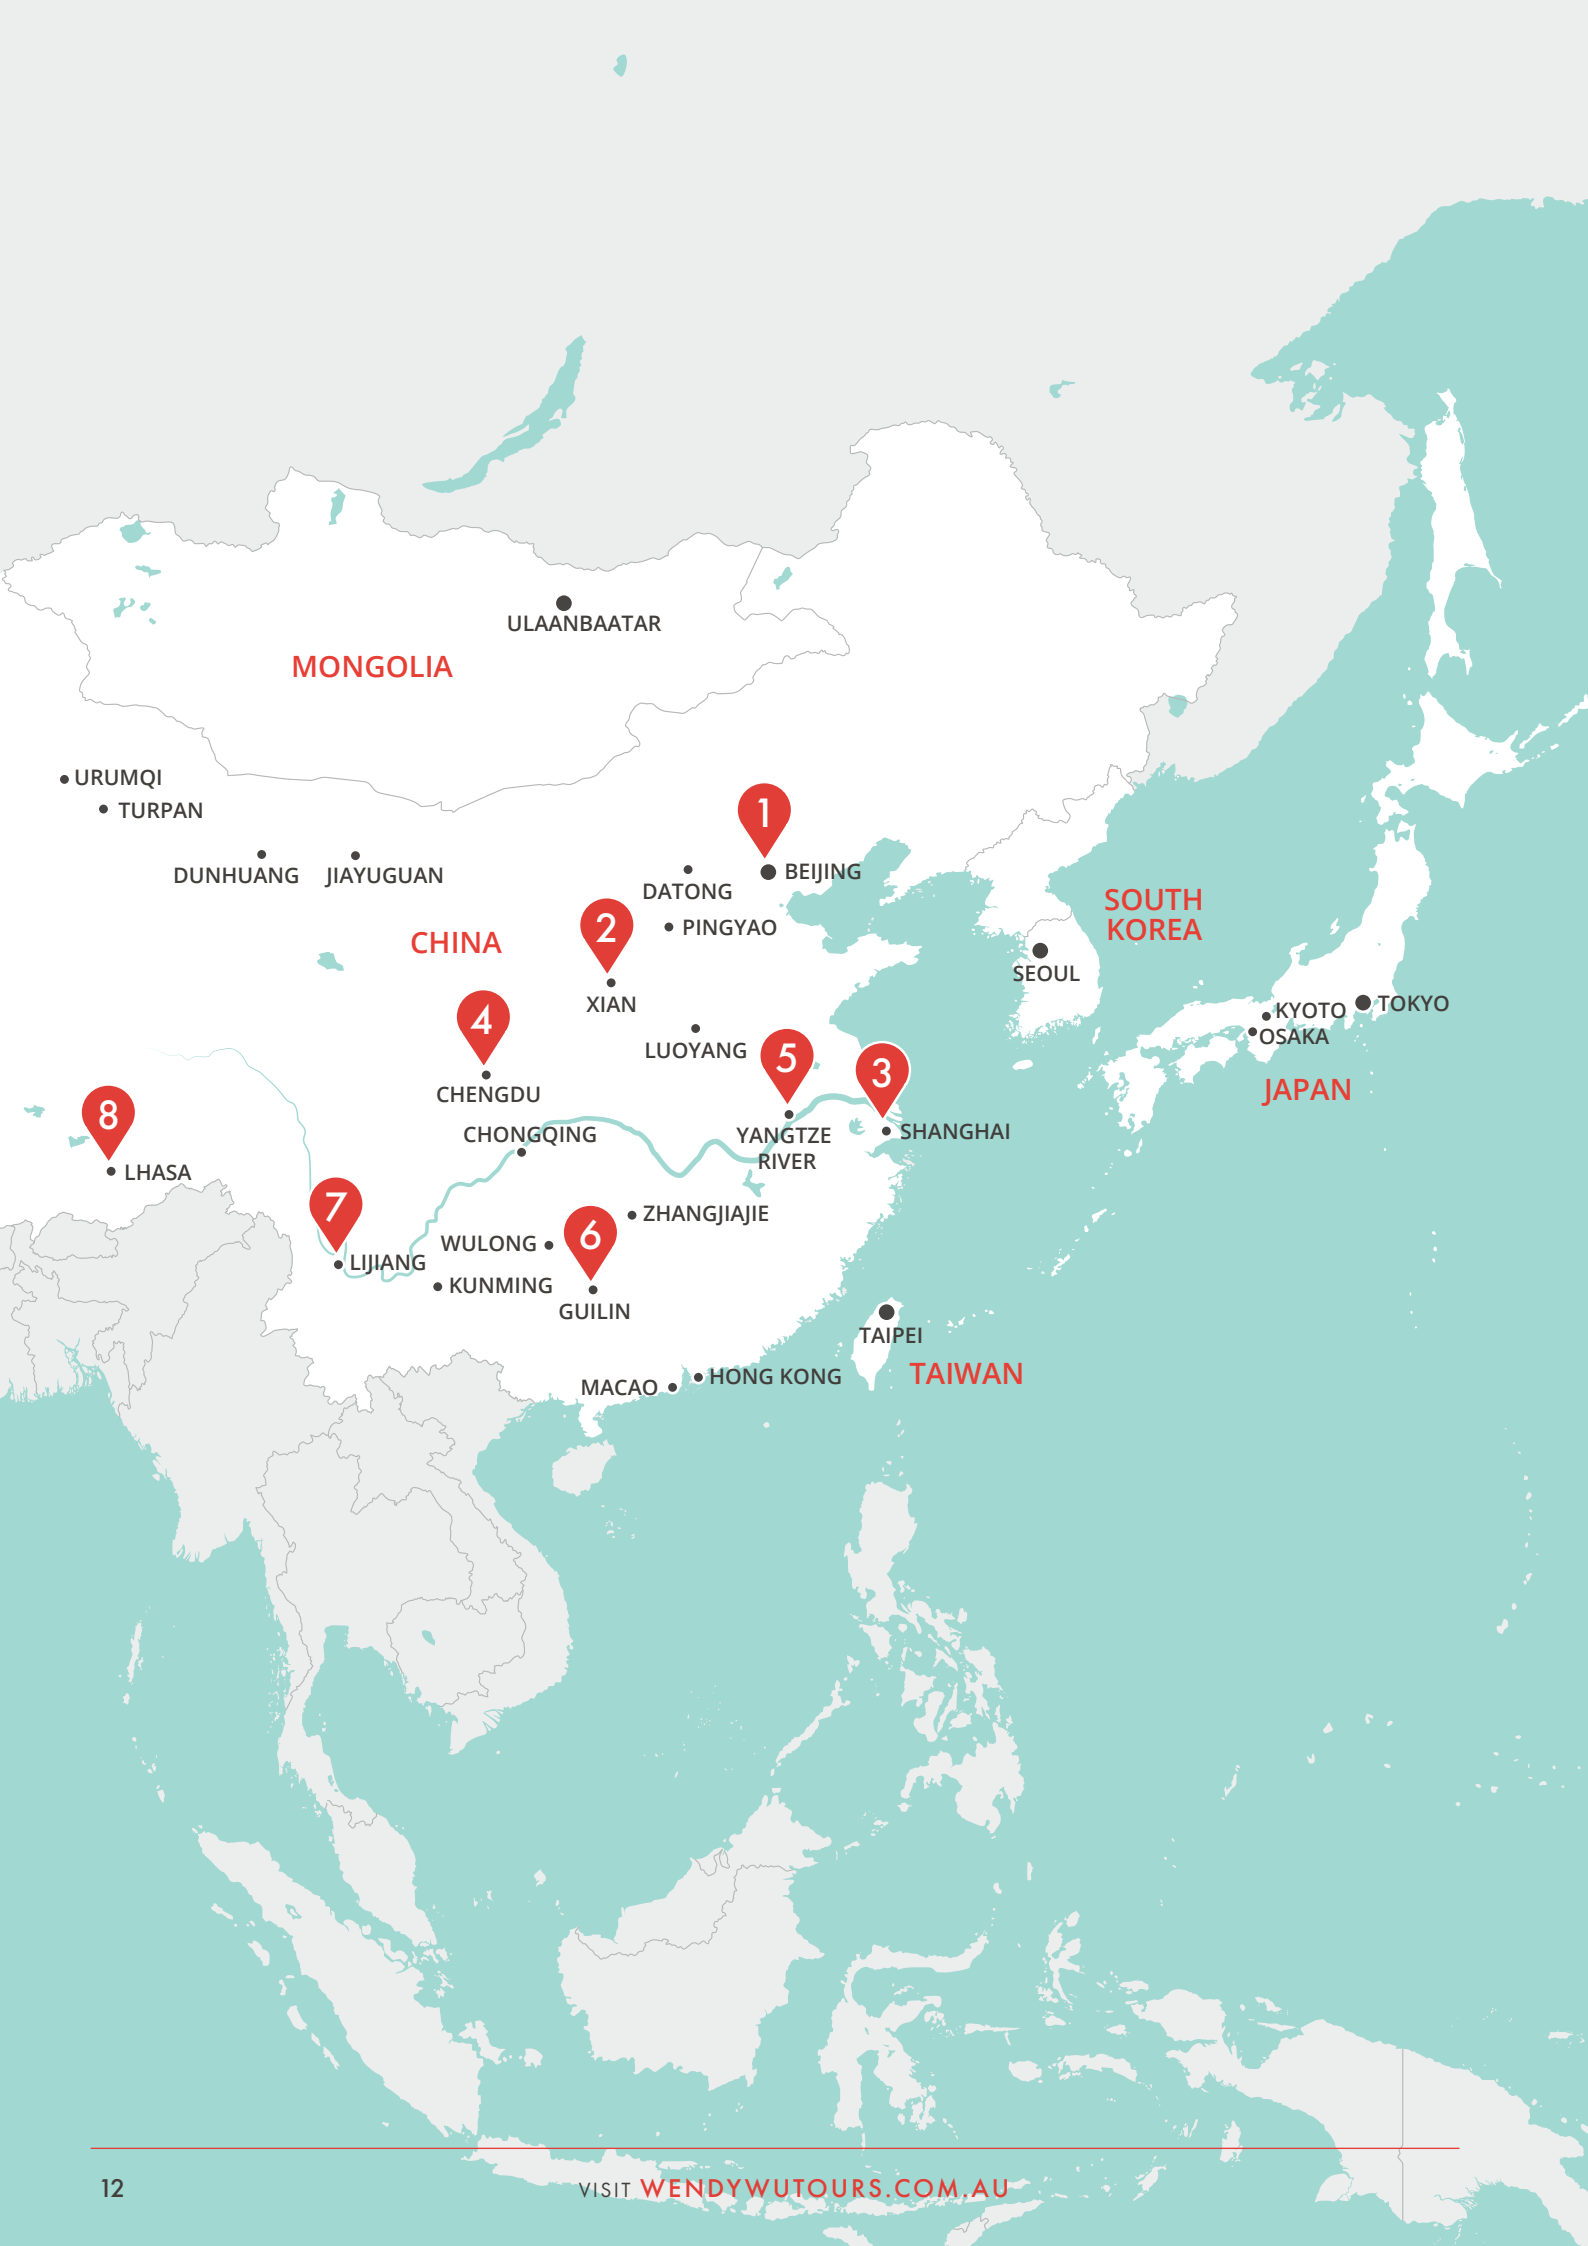 ULAANBAATAR
MONGOLIA
URUMQI
TURPAN
1
DUNHUANG
JIAYUGUAN
BEIJING
DATONG
SOUTH
KOREA
2
PINGYAO
CHINA
SEOUL
XIAN
KYOTO
TOKYO
4
OSAKA
LUOYANG
5
3
CHENGDU
JAPAN
8
CHONGQING
YANGTZE
RIVER
SHANGHAI
LHASA
7
ZHANGJIAJIE
6
WULONG
LIJIANG
KUNMING
GUILIN
TAIPEI
TAIWAN
HONG KONG
MACAO
12
VISIT WENDYWUTOURS.COM.AU